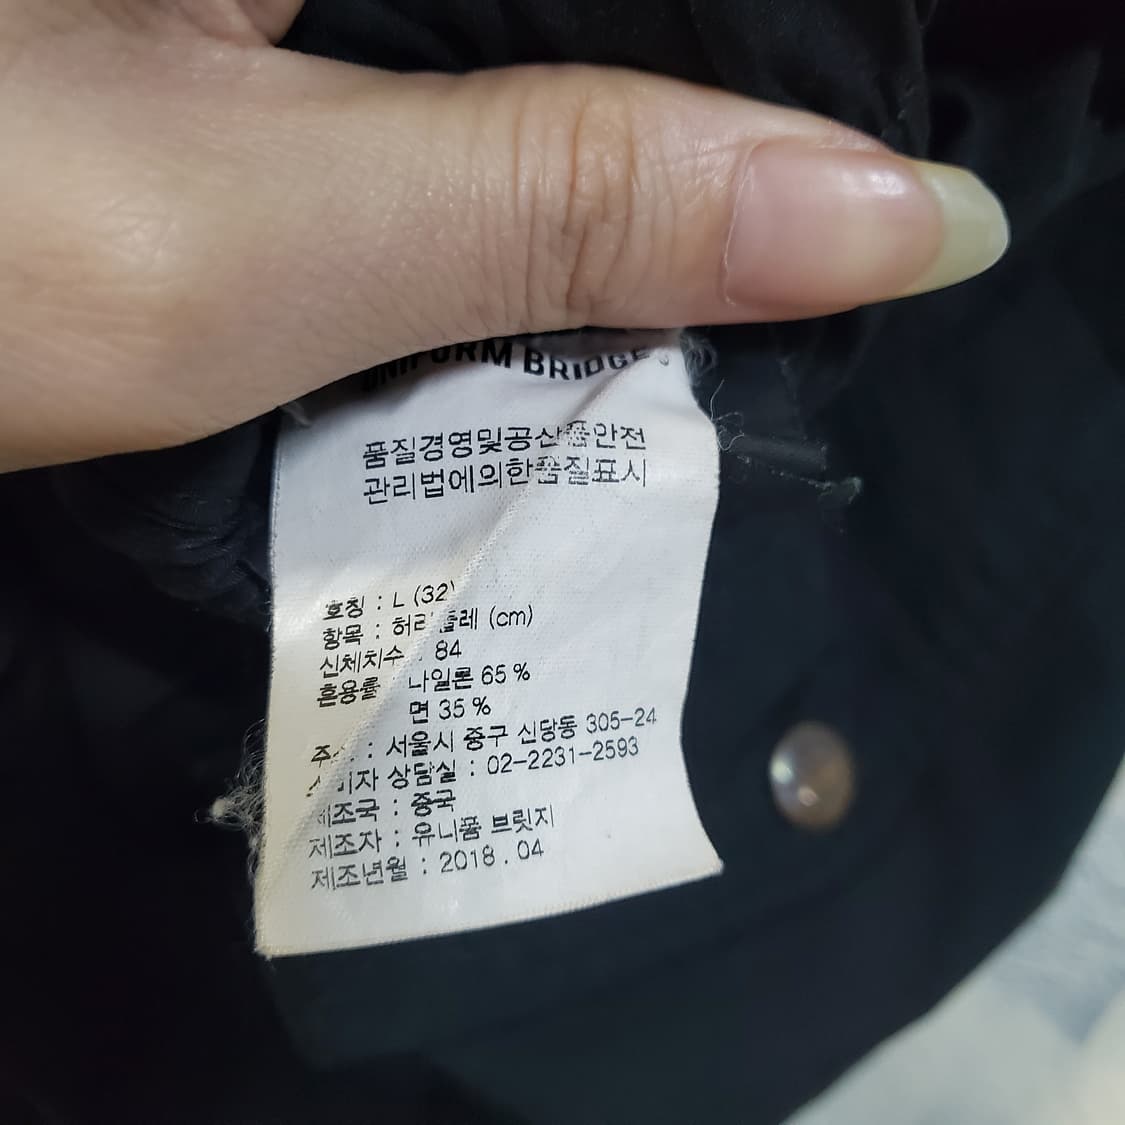 UNIFORM BRIDGE
품질경영및공산품안전
관리법에의한품질표시
호칭 : L (32)
항목 : 허리둘레 (cm)
신체치수 : 84
혼용률 : 나일론 65 %
면 35 %
주소 : 서울시 중구 신당동 305-24
소비자 상담실 : 02-2231-2593
제조국 : 중국
제조자 : 유니폼 브릿지
제조년월 : 2018 . 04